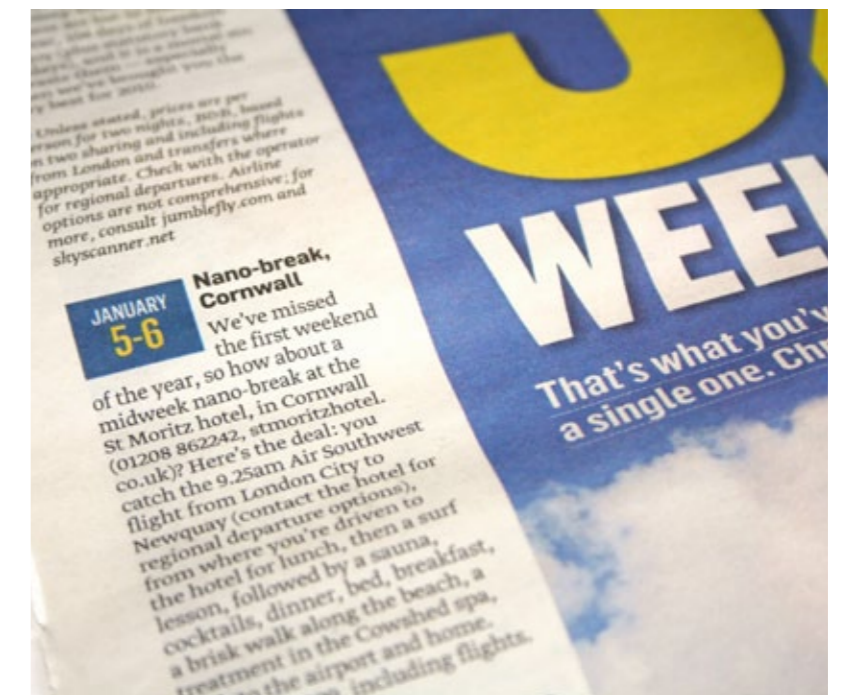 ry best for 2010.
Unless stated, prices are per
person for two nights, B&B, based
on two sharing and including flights
from London and transfers where
appropriate. Check with the operator
for regional departures. Airline
options are not comprehensive; for
more, consult jumblefly.com and
skyscanner.net
JANUARY
5-6
Nano-break,
Cornwall
We've missed
the first weekend
of the year, so how about a
midweek nano-break at the
St Moritz hotel, in Cornwall
(01208 862242, stmoritzhotel.
co.uk)? Here's the deal: you
catch the 9.25am Air Southwest
flight from London City to
Newquay (contact the hotel for
regional departure options),
from where you're driven to
the hotel for lunch, then a surf
lesson, followed by a sauna,
cocktails, dinner, bed, breakfast,
a brisk walk along the beach, a
treatment in the Cowshed spa,
the airport and home.
including flights.
5
WEE
That's what you'v
a single one. Chr